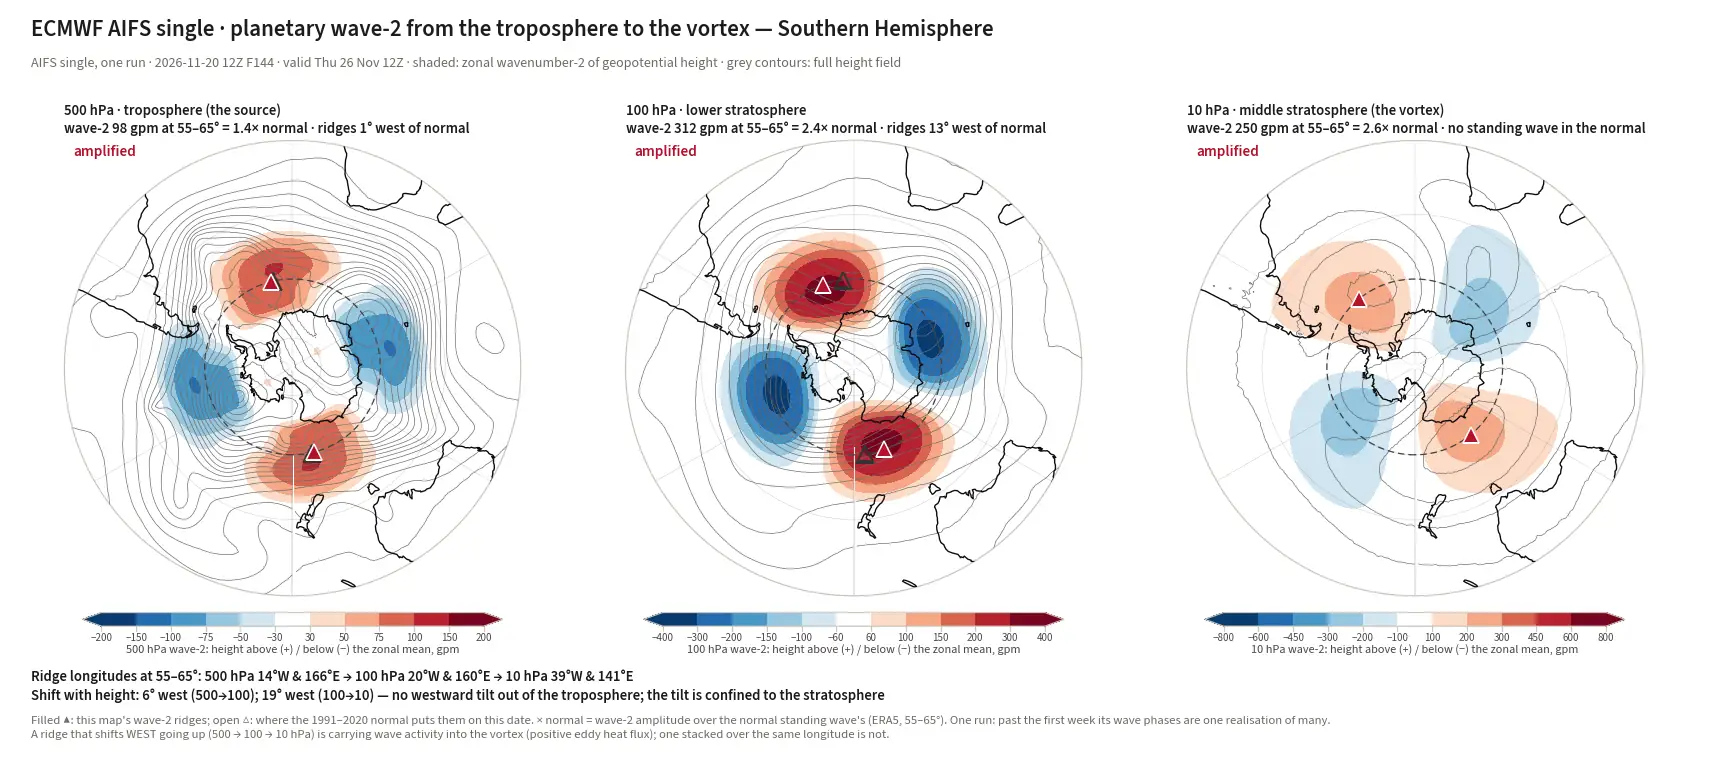 ECMWF AIFS single · planetary wave-2 from the troposphere to the vortex — Southern Hemisphere
AIFS single, one run · 2026-11-20 12Z F144 · valid Thu 26 Nov 12Z · shaded: zonal wavenumber-2 of geopotential height · grey contours: full height field
500 hPa · troposphere (the source)
wave-2 98 gpm at 55–65° = 1.4× normal · ridges 1° west of normal
amplified
100 hPa · lower stratosphere
wave-2 312 gpm at 55–65° = 2.4× normal · ridges 13° west of normal
amplified
10 hPa · middle stratosphere (the vortex)
wave-2 250 gpm at 55–65° = 2.6× normal · no standing wave in the normal
amplified
−200 −150 −100 −75 −50 −30 30 50 75 100 150 200
500 hPa wave-2: height above (+) / below (−) the zonal mean, gpm
−400 −300 −200 −150 −100 −60 60 100 150 200 300 400
100 hPa wave-2: height above (+) / below (−) the zonal mean, gpm
−800 −600 −450 −300 −200 −100 100 200 300 450 600 800
10 hPa wave-2: height above (+) / below (−) the zonal mean, gpm
Ridge longitudes at 55–65°: 500 hPa 14°W & 166°E → 100 hPa 20°W & 160°E → 10 hPa 39°W & 141°E
Shift with height: 6° west (500→100); 19° west (100→10) — no westward tilt out of the troposphere; the tilt is confined to the stratosphere
Filled ▲: this map's wave-2 ridges; open △: where the 1991–2020 normal puts them on this date. × normal = wave-2 amplitude over the normal standing wave's (ERA5, 55–65°). One run: past the first week its wave phases are one realisation of many.
A ridge that shifts WEST going up (500 → 100 → 10 hPa) is carrying wave activity into the vortex (positive eddy heat flux); one stacked over the same longitude is not.